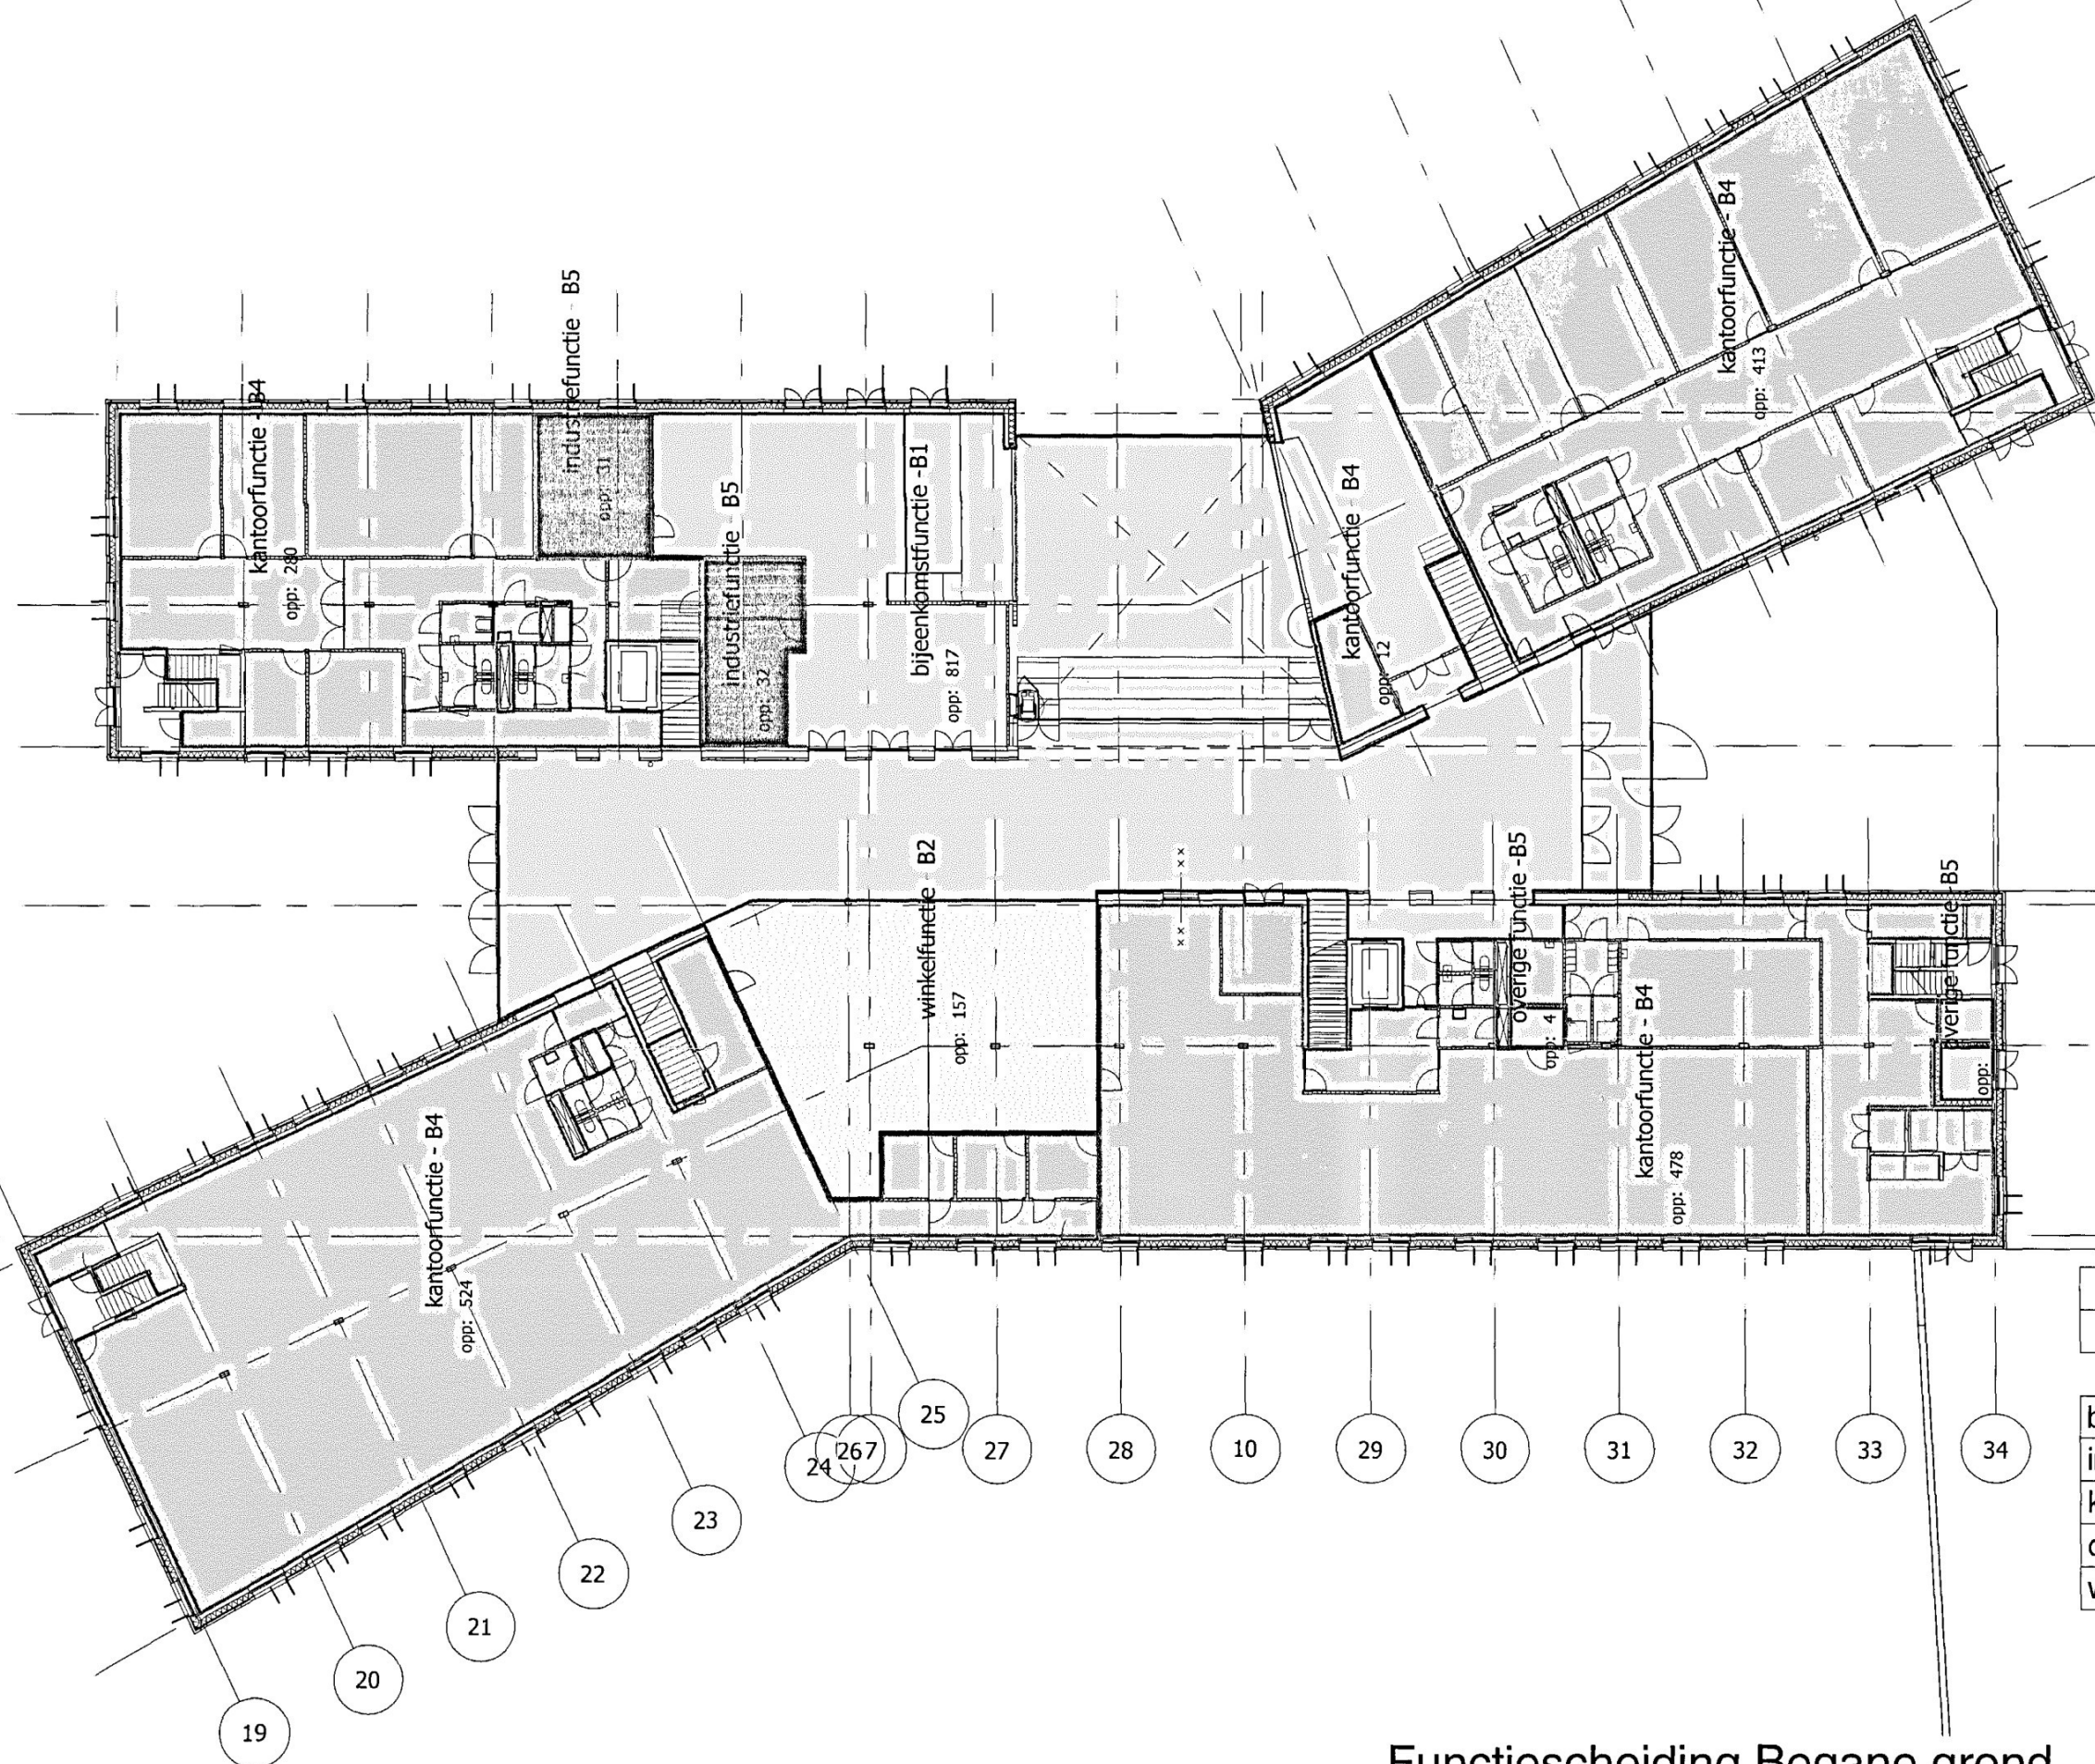 kantoorfunctie - B4
opp: 280
industriefunctie - B5
opp: 31
industriefunctie - B5
opp: 32
bijeenkomstfunctie -B1
opp: 817
kantoorfunctie - B4
opp: 12
kantoorfunctie - B4
opp: 413
kantoorfunctie - B4
opp: 524
winkelfunctie - B2
opp: 157
overige functie -B5
opp: 4
kantoorfunctie - B4
opp: 478
overige functie -B5
opp:
19
20
21
22
23
24
26
7
25
27
28
10
29
30
31
32
33
34
Functiescheiding Begane grond